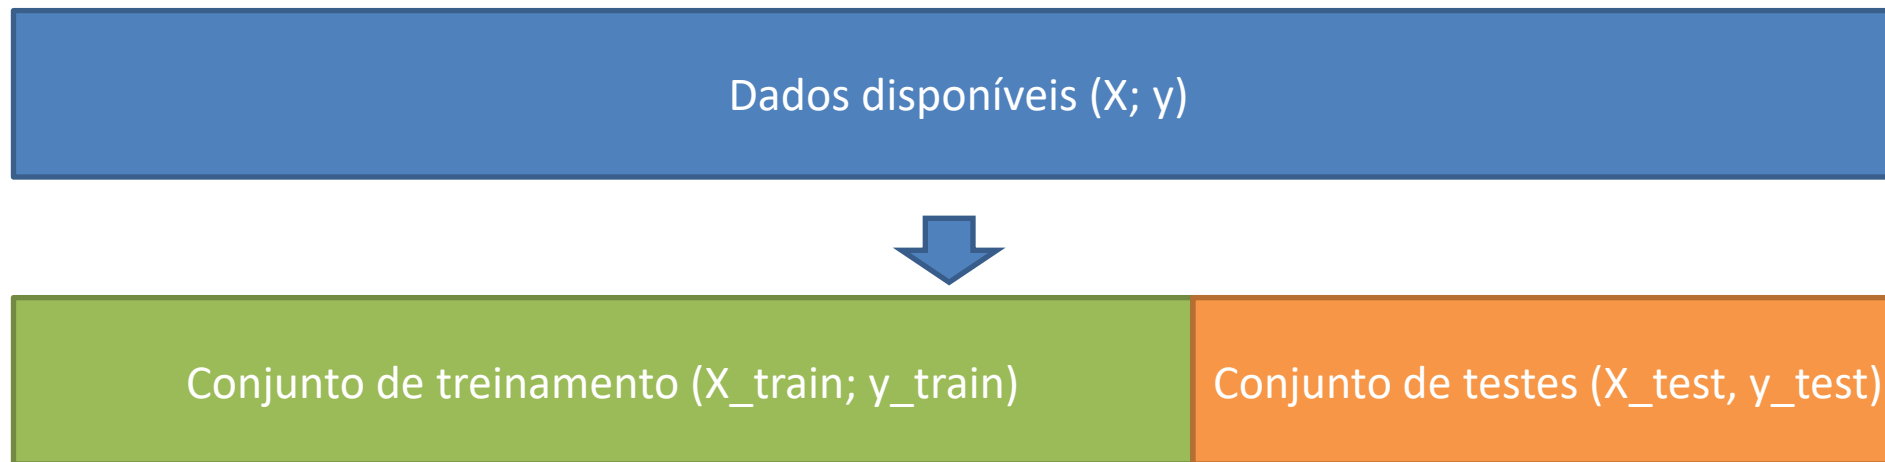 Dados disponíveis (X; y)
Conjunto de treinamento (X_train; y_train)
Conjunto de testes (X_test, y_test)